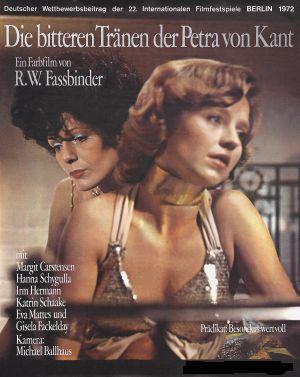 Deutscher Wettbewerbsbeitrag der 22. Internationalen Filmfestspiele BERLIN 1972
Die bitteren Tränen der Petra von Kant
Ein Farbfilm von
R.W. Fassbinder
mit
Margit Carstensen
Hanna Schygulla
Irm Hermann
Katrin Schaake
Eva Mattes und
Gisela Fackelday
Kamera:
Michael Ballhaus
Prädikat: Besonders wertvoll